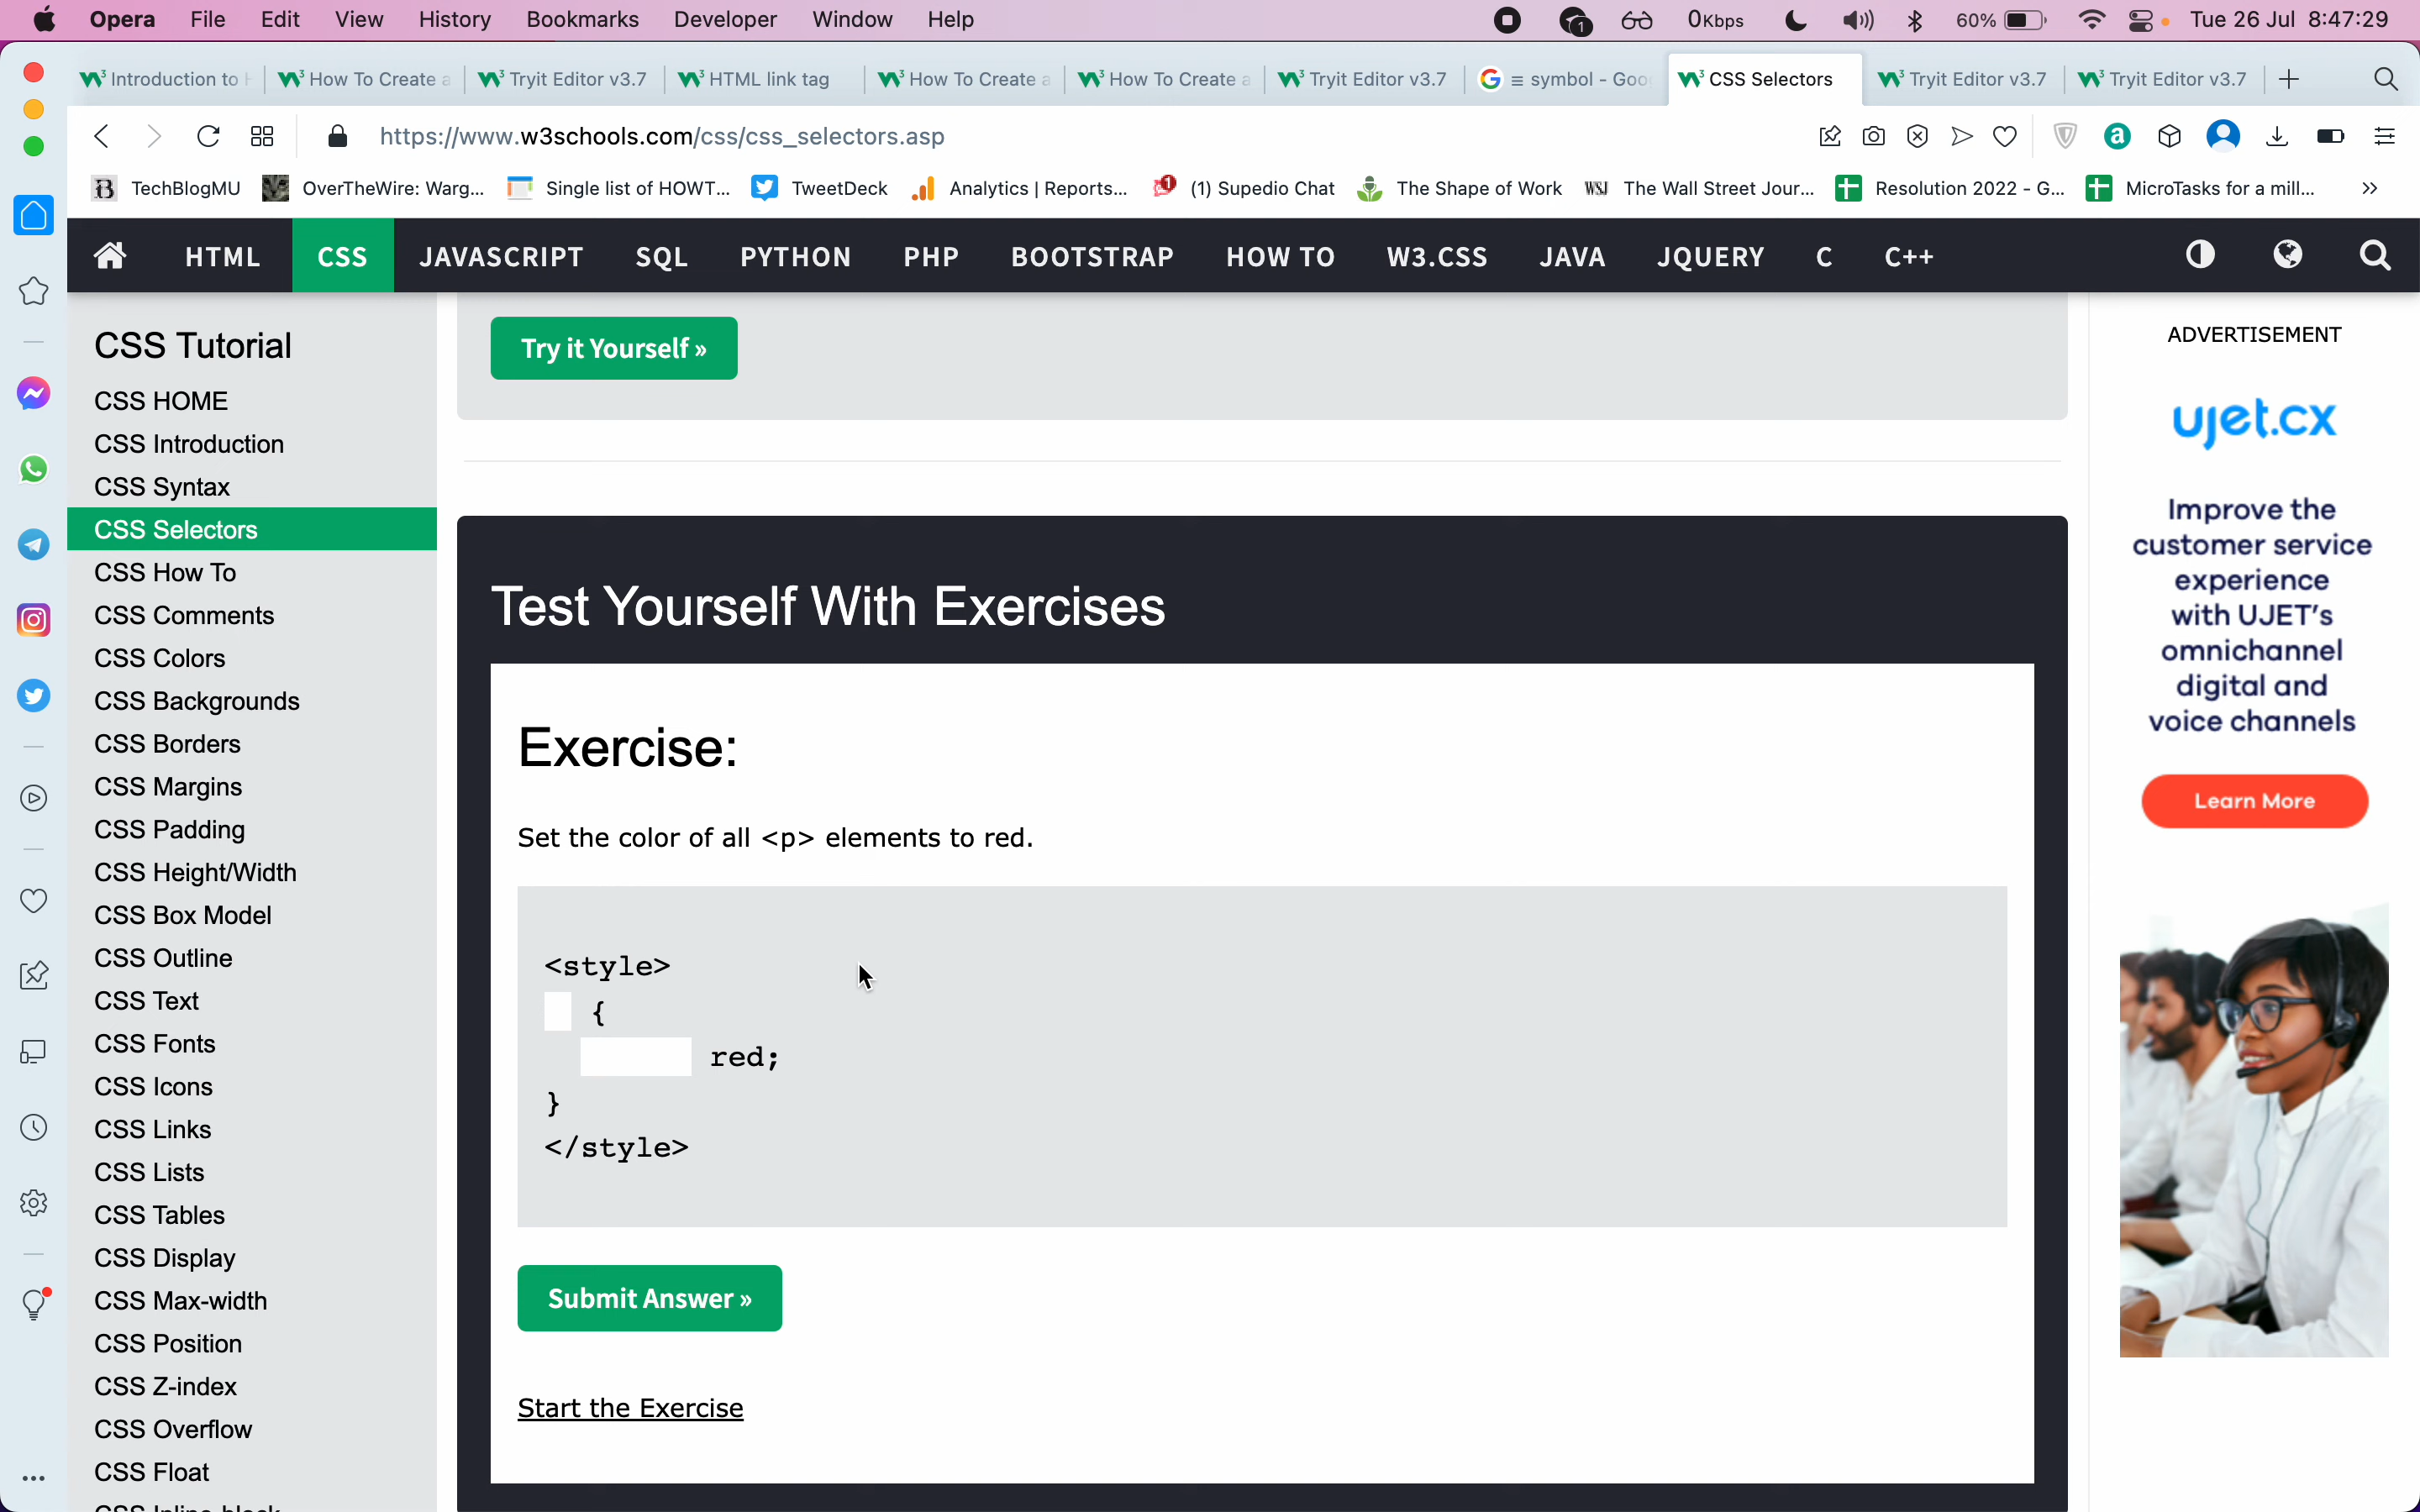 Opera File Edit View History Bookmarks Developer Window Help 1 0Kbps 60% Tue 26 Jul 8:47:29
Introduction to How To Create a Tryit Editor v3.7 HTML link tag How To Create a How To Create a Tryit Editor v3.7 ≡ symbol - Goo CSS Selectors Tryit Editor v3.7 Tryit Editor v3.7
https://www.w3schools.com/css/css_selectors.asp
TechBlogMU OverTheWire: Warg... Single list of HOWT... TweetDeck Analytics | Reports... (1) Supedio Chat The Shape of Work WSJ The Wall Street Jour... Resolution 2022 - G... MicroTasks for a mill... »
HTML CSS JAVASCRIPT SQL PYTHON PHP BOOTSTRAP HOW TO W3.CSS JAVA JQUERY C C++
CSS Tutorial
CSS HOME
CSS Introduction
CSS Syntax
CSS Selectors
CSS How To
CSS Comments
CSS Colors
CSS Backgrounds
CSS Borders
CSS Margins
CSS Padding
CSS Height/Width
CSS Box Model
CSS Outline
CSS Text
CSS Fonts
CSS Icons
CSS Links
CSS Lists
CSS Tables
CSS Display
CSS Max-width
CSS Position
CSS Z-index
CSS Overflow
CSS Float
CSS Inline-block
Try it Yourself »
Test Yourself With Exercises
Exercise:
Set the color of all <p> elements to red.
<style>
{
red;
}
</style>
Submit Answer »
Start the Exercise
ADVERTISEMENT
ujet.cx
Improve the
customer service
experience
with UJET's
omnichannel
digital and
voice channels
Learn More